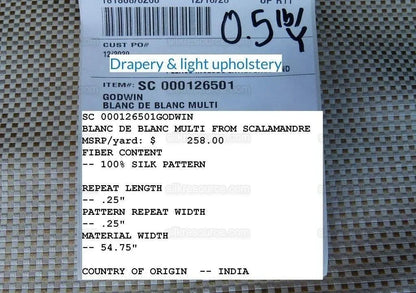 0.5 lb/
Y
CUST PO#
12/2020
Drapery & light upholstery
ITEM#: SC 000126501
GODWIN
BLANC DE BLANC MULTI
SC 000126501GODWIN
BLANC DE BLANC MULTI FROM SCALAMANDRE
MSRP/yard: $ 258.00
FIBER CONTENT
-- 100% SILK PATTERN
REPEAT LENGTH
-- .25"
PATTERN REPEAT WIDTH
-- .25"
MATERIAL WIDTH
-- 54.75"
COUNTRY OF ORIGIN -- INDIA